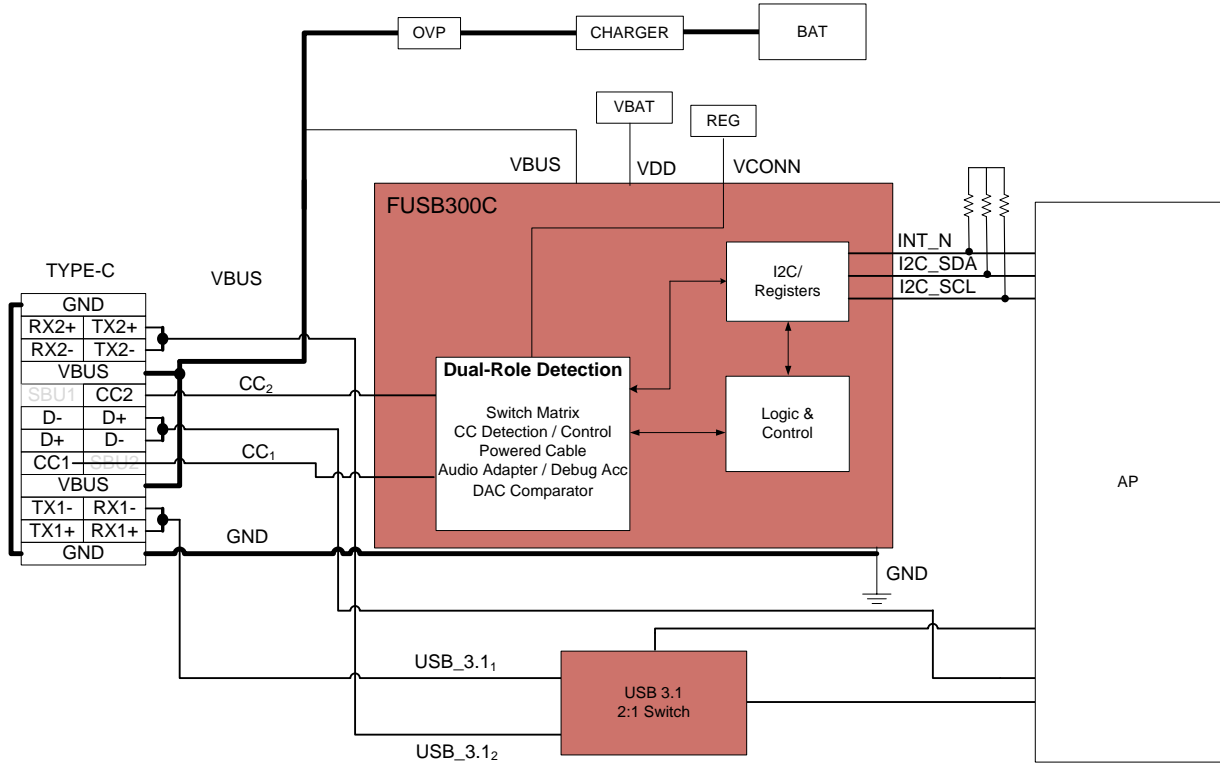 OVP
CHARGER
BAT
VBAT
REG
VBUS
VDD
VCONN
FUSB300C
INT_N
I2C_SDA
I2C_SCL
I2C/
Registers
TYPE-C
VBUS
GND
RX2+ TX2+
RX2- TX2-
VBUS
SBU1 CC2
D- D+
D+ D-
CC1 SBU2
VBUS
TX1- RX1-
TX1+ RX1+
GND
CC₂
CC₁
Dual-Role Detection
Switch Matrix
CC Detection / Control
Powered Cable
Audio Adapter / Debug Acc
DAC Comparator
Logic &
Control
AP
GND
GND
USB_3.1₁
USB_3.1₂
USB 3.1
2:1 Switch